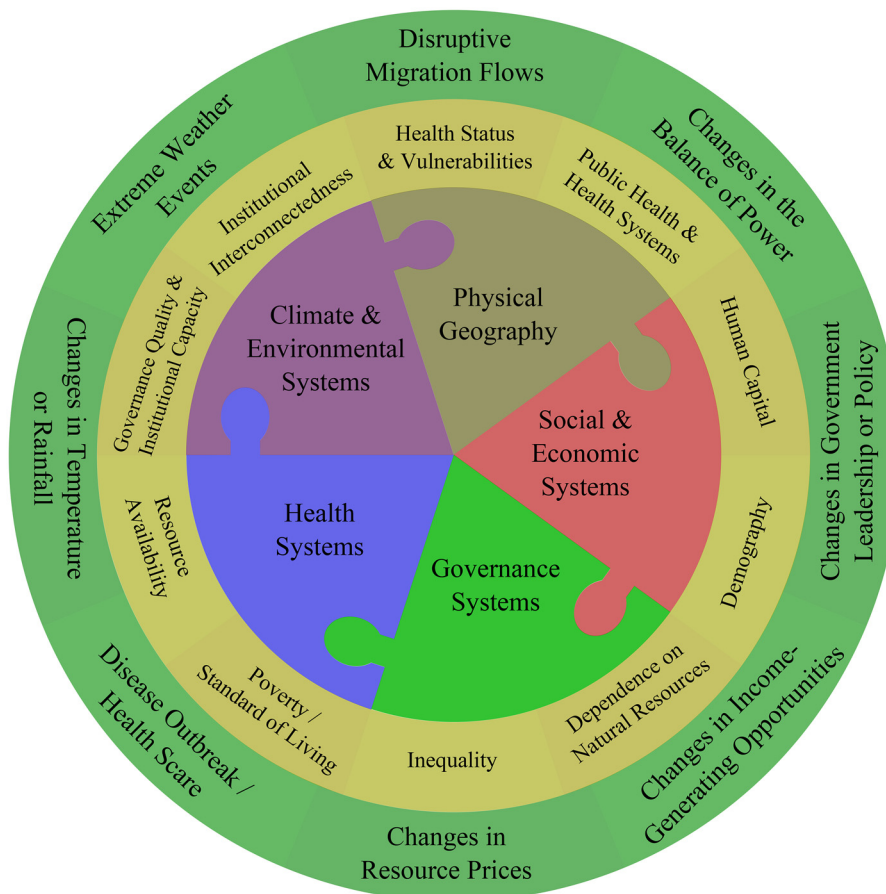 Disruptive
Migration Flows
Changes in the
Balance of Power
Changes in Government
Leadership or Policy
Changes in Income-
Generating Opportunities
Changes in
Resource Prices
Disease Outbreak /
Health Scare
Changes in Temperature
or Rainfall
Extreme Weather
Events
Health Status
& Vulnerabilities
Public Health &
Health Systems
Human Capital
Demography
Dependence on
Natural Resources
Inequality
Poverty /
Standard of Living
Resource
Availability
Governance Quality &
Institutional Capacity
Institutional
Interconnectedness
Physical
Geography
Social &
Economic
Systems
Governance
Systems
Health
Systems
Climate &
Environmental
Systems